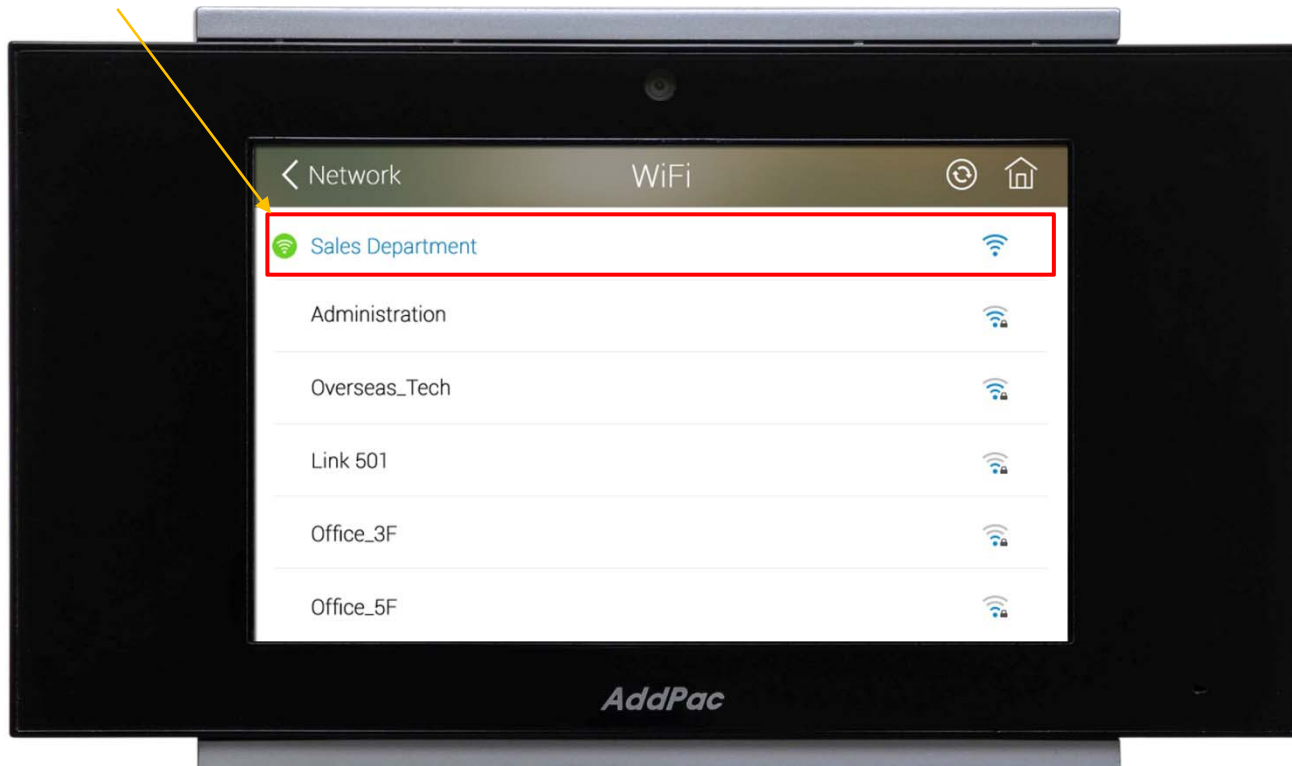 Network WiFi
Sales Department
Administration
Overseas_Tech
Link 501
Office_3F
Office_5F
AddPac